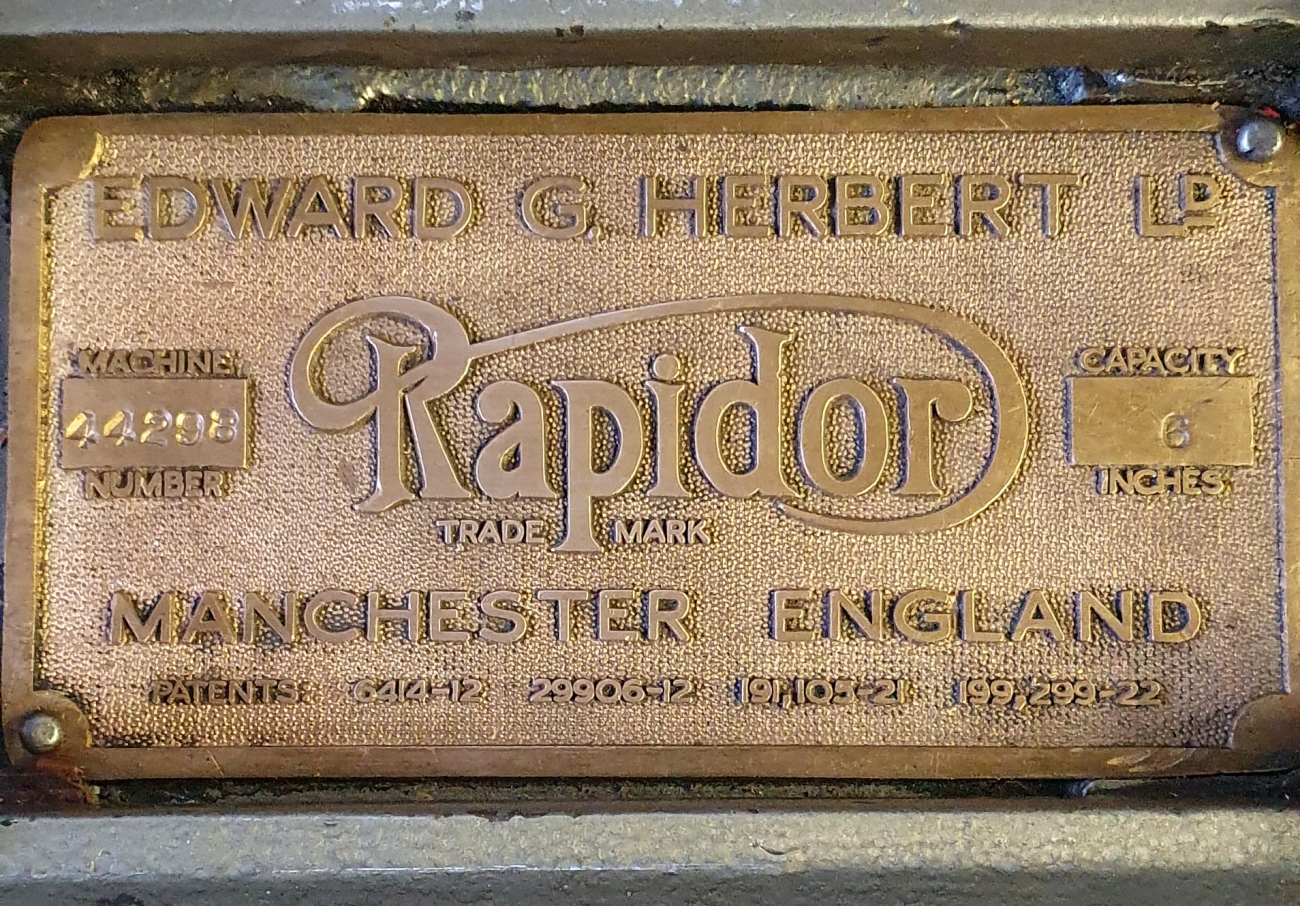 EDWARD G. HERBERT LD
MACHINE
44298
NUMBER
Rapidor
TRADE MARK
CAPACITY
6
INCHES
MANCHESTER ENGLAND
PATENTS: 6414-12 29906-12 191,105-21 199,299-22